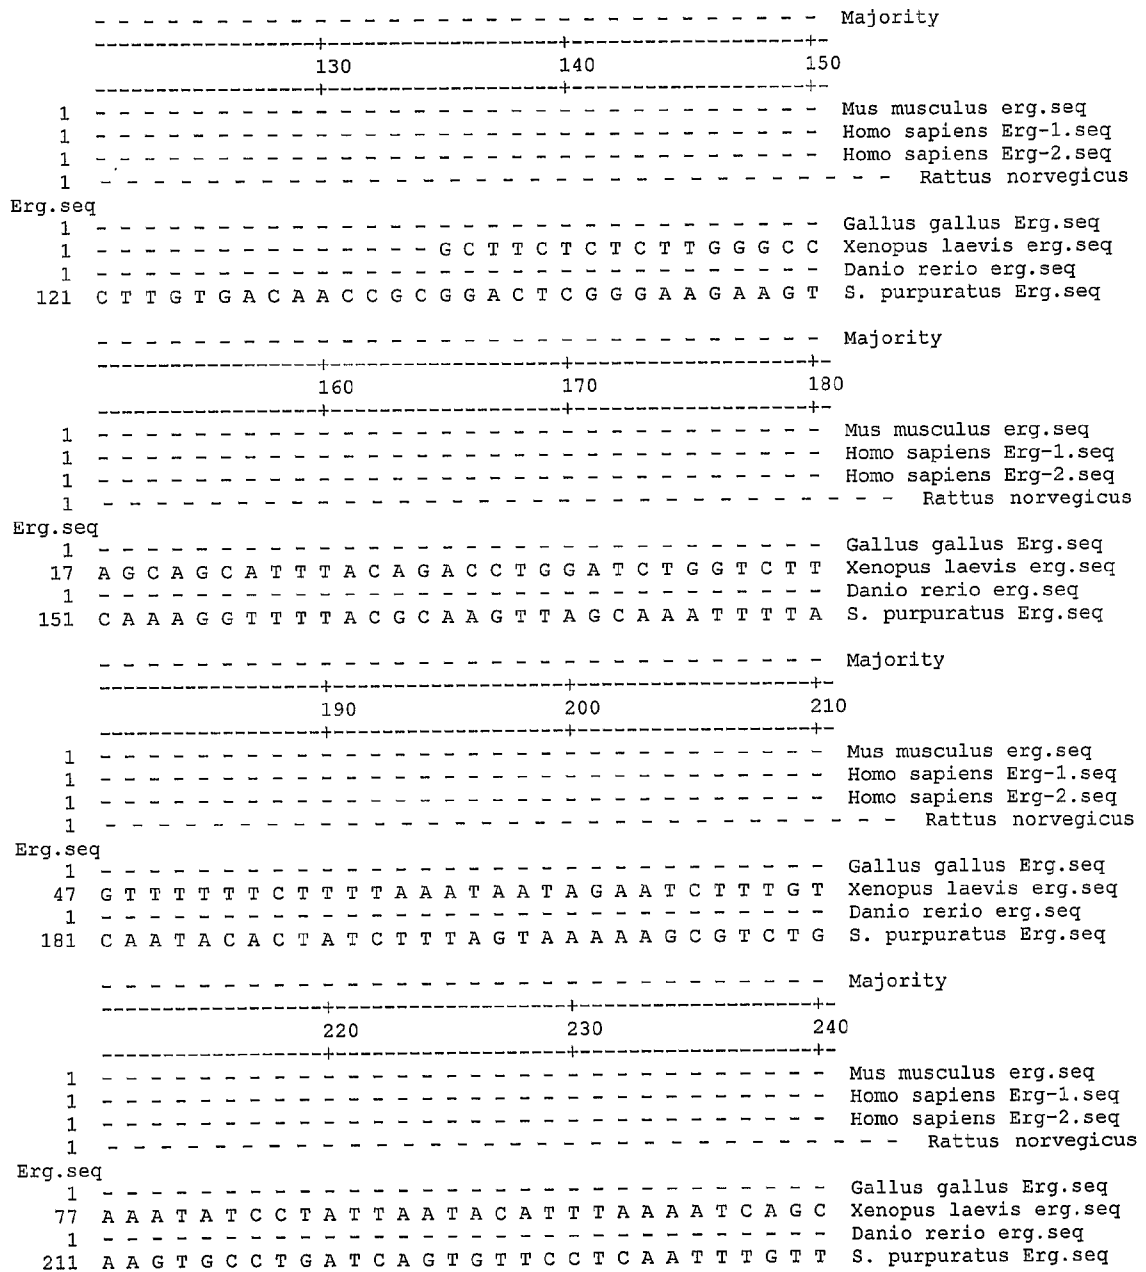 - - - - - - - - - - - - - - - - - - - - - - - - - - - - - - Majority
------------------+-------------------+-------------------+-
130 140 150
------------------+-------------------+-------------------+-
1 - - - - - - - - - - - - - - - - - - - - - - - - - - - - - - Mus musculus erg.seq
1 - - - - - - - - - - - - - - - - - - - - - - - - - - - - - - Homo sapiens Erg-1.seq
1 - - - - - - - - - - - - - - - - - - - - - - - - - - - - - - Homo sapiens Erg-2.seq
1 - - - - - - - - - - - - - - - - - - - - - - - - - - - - - - Rattus norvegicus
Erg.seq
1 - - - - - - - - - - - - - - - - - - - - - - - - - - - - - - Gallus gallus Erg.seq
1 - - - - - - - - - - - - - - G C T T C T C T C T T G G G C C Xenopus laevis erg.seq
1 - - - - - - - - - - - - - - - - - - - - - - - - - - - - - - Danio rerio erg.seq
121 C T T G T G A C A A C C G C G G A C T C G G G A A G A A G T S. purpuratus Erg.seq
- - - - - - - - - - - - - - - - - - - - - - - - - - - - - - Majority
------------------+-------------------+-------------------+-
160 170 180
------------------+-------------------+-------------------+-
1 - - - - - - - - - - - - - - - - - - - - - - - - - - - - - - Mus musculus erg.seq
1 - - - - - - - - - - - - - - - - - - - - - - - - - - - - - - Homo sapiens Erg-1.seq
1 - - - - - - - - - - - - - - - - - - - - - - - - - - - - - - Homo sapiens Erg-2.seq
1 - - - - - - - - - - - - - - - - - - - - - - - - - - - - - - Rattus norvegicus
Erg.seq
1 - - - - - - - - - - - - - - - - - - - - - - - - - - - - - - Gallus gallus Erg.seq
17 A G C A G C A T T T A C A G A C C T G G A T C T G G T C T T Xenopus laevis erg.seq
1 - - - - - - - - - - - - - - - - - - - - - - - - - - - - - - Danio rerio erg.seq
151 C A A A G G T T T T A C G C A A G T T A G C A A A T T T T A S. purpuratus Erg.seq
- - - - - - - - - - - - - - - - - - - - - - - - - - - - - - Majority
------------------+-------------------+-------------------+-
190 200 210
------------------+-------------------+-------------------+-
1 - - - - - - - - - - - - - - - - - - - - - - - - - - - - - - Mus musculus erg.seq
1 - - - - - - - - - - - - - - - - - - - - - - - - - - - - - - Homo sapiens Erg-1.seq
1 - - - - - - - - - - - - - - - - - - - - - - - - - - - - - - Homo sapiens Erg-2.seq
1 - - - - - - - - - - - - - - - - - - - - - - - - - - - - - - Rattus norvegicus
Erg.seq
1 - - - - - - - - - - - - - - - - - - - - - - - - - - - - - - Gallus gallus Erg.seq
47 G T T T T T T C T T T T A A A T A A T A G A A T C T T T G T Xenopus laevis erg.seq
1 - - - - - - - - - - - - - - - - - - - - - - - - - - - - - - Danio rerio erg.seq
181 C A A T A C A C T A T C T T T A G T A A A A A G C G T C T G S. purpuratus Erg.seq
- - - - - - - - - - - - - - - - - - - - - - - - - - - - - - Majority
------------------+-------------------+-------------------+-
220 230 240
------------------+-------------------+-------------------+-
1 - - - - - - - - - - - - - - - - - - - - - - - - - - - - - - Mus musculus erg.seq
1 - - - - - - - - - - - - - - - - - - - - - - - - - - - - - - Homo sapiens Erg-1.seq
1 - - - - - - - - - - - - - - - - - - - - - - - - - - - - - - Homo sapiens Erg-2.seq
1 - - - - - - - - - - - - - - - - - - - - - - - - - - - - - - Rattus norvegicus
Erg.seq
1 - - - - - - - - - - - - - - - - - - - - - - - - - - - - - - Gallus gallus Erg.seq
77 A A A T A T C C T A T T A A T A C A T T T A A A A T C A G C Xenopus laevis erg.seq
1 - - - - - - - - - - - - - - - - - - - - - - - - - - - - - - Danio rerio erg.seq
211 A A G T G C C T G A T C A G T G T T C C T C A A T T T G T T S. purpuratus Erg.seq